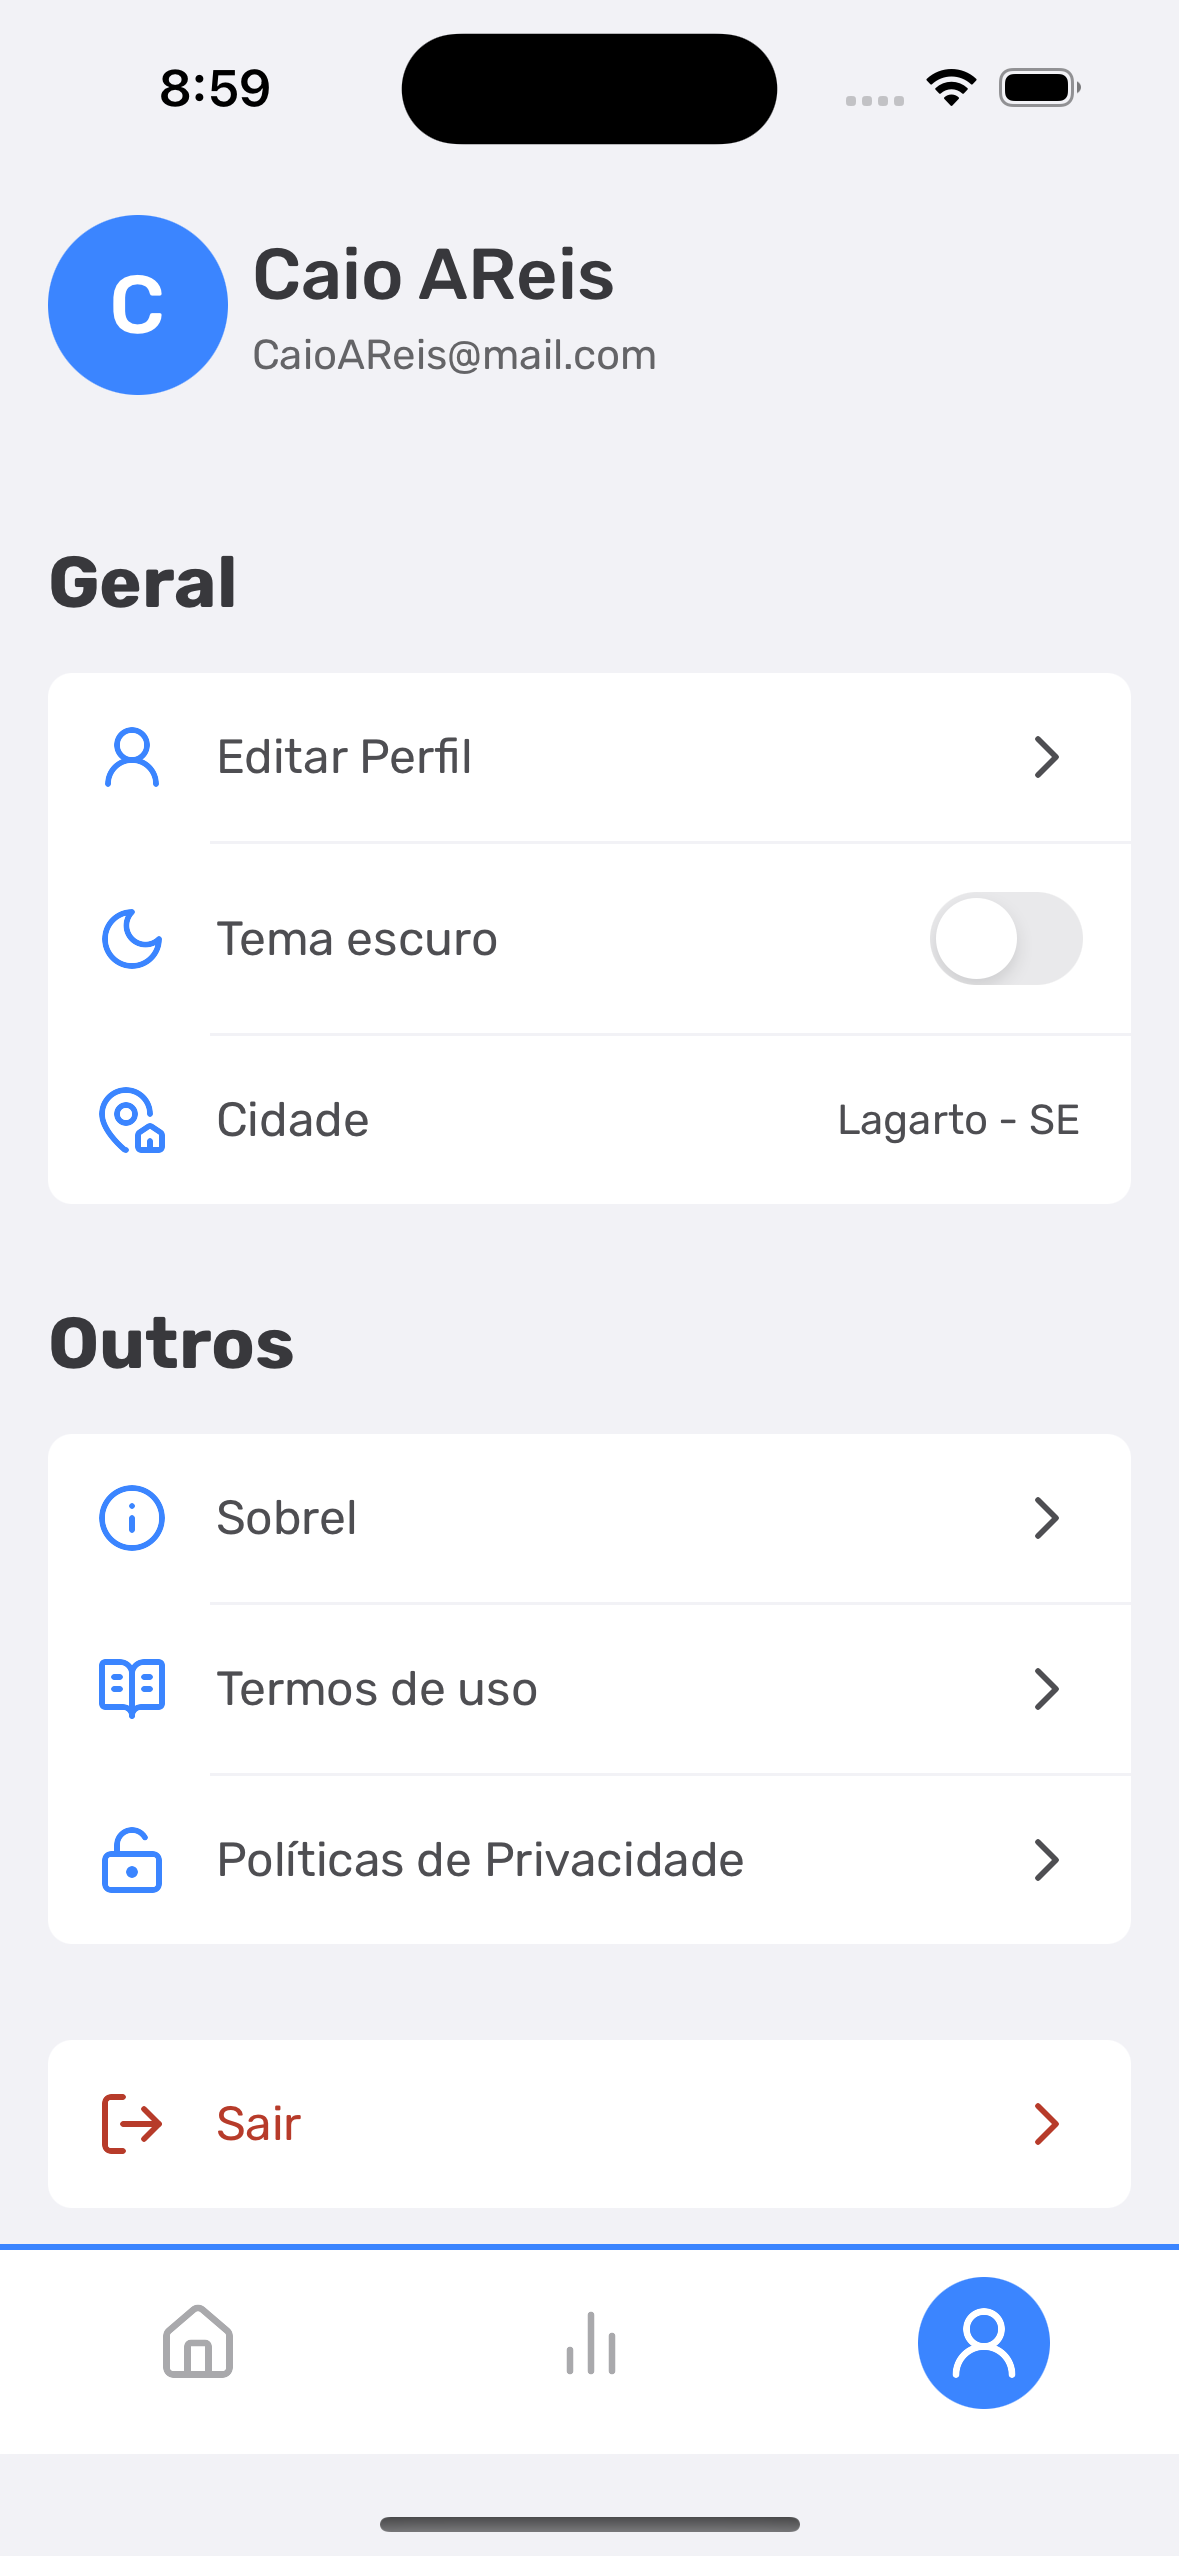 8:59
C
Caio AReis
CaioAReis@mail.com
Geral
Editar Perfil
Tema escuro
Cidade
Lagarto - SE
Outros
Sobrel
Termos de uso
Políticas de Privacidade
Sair